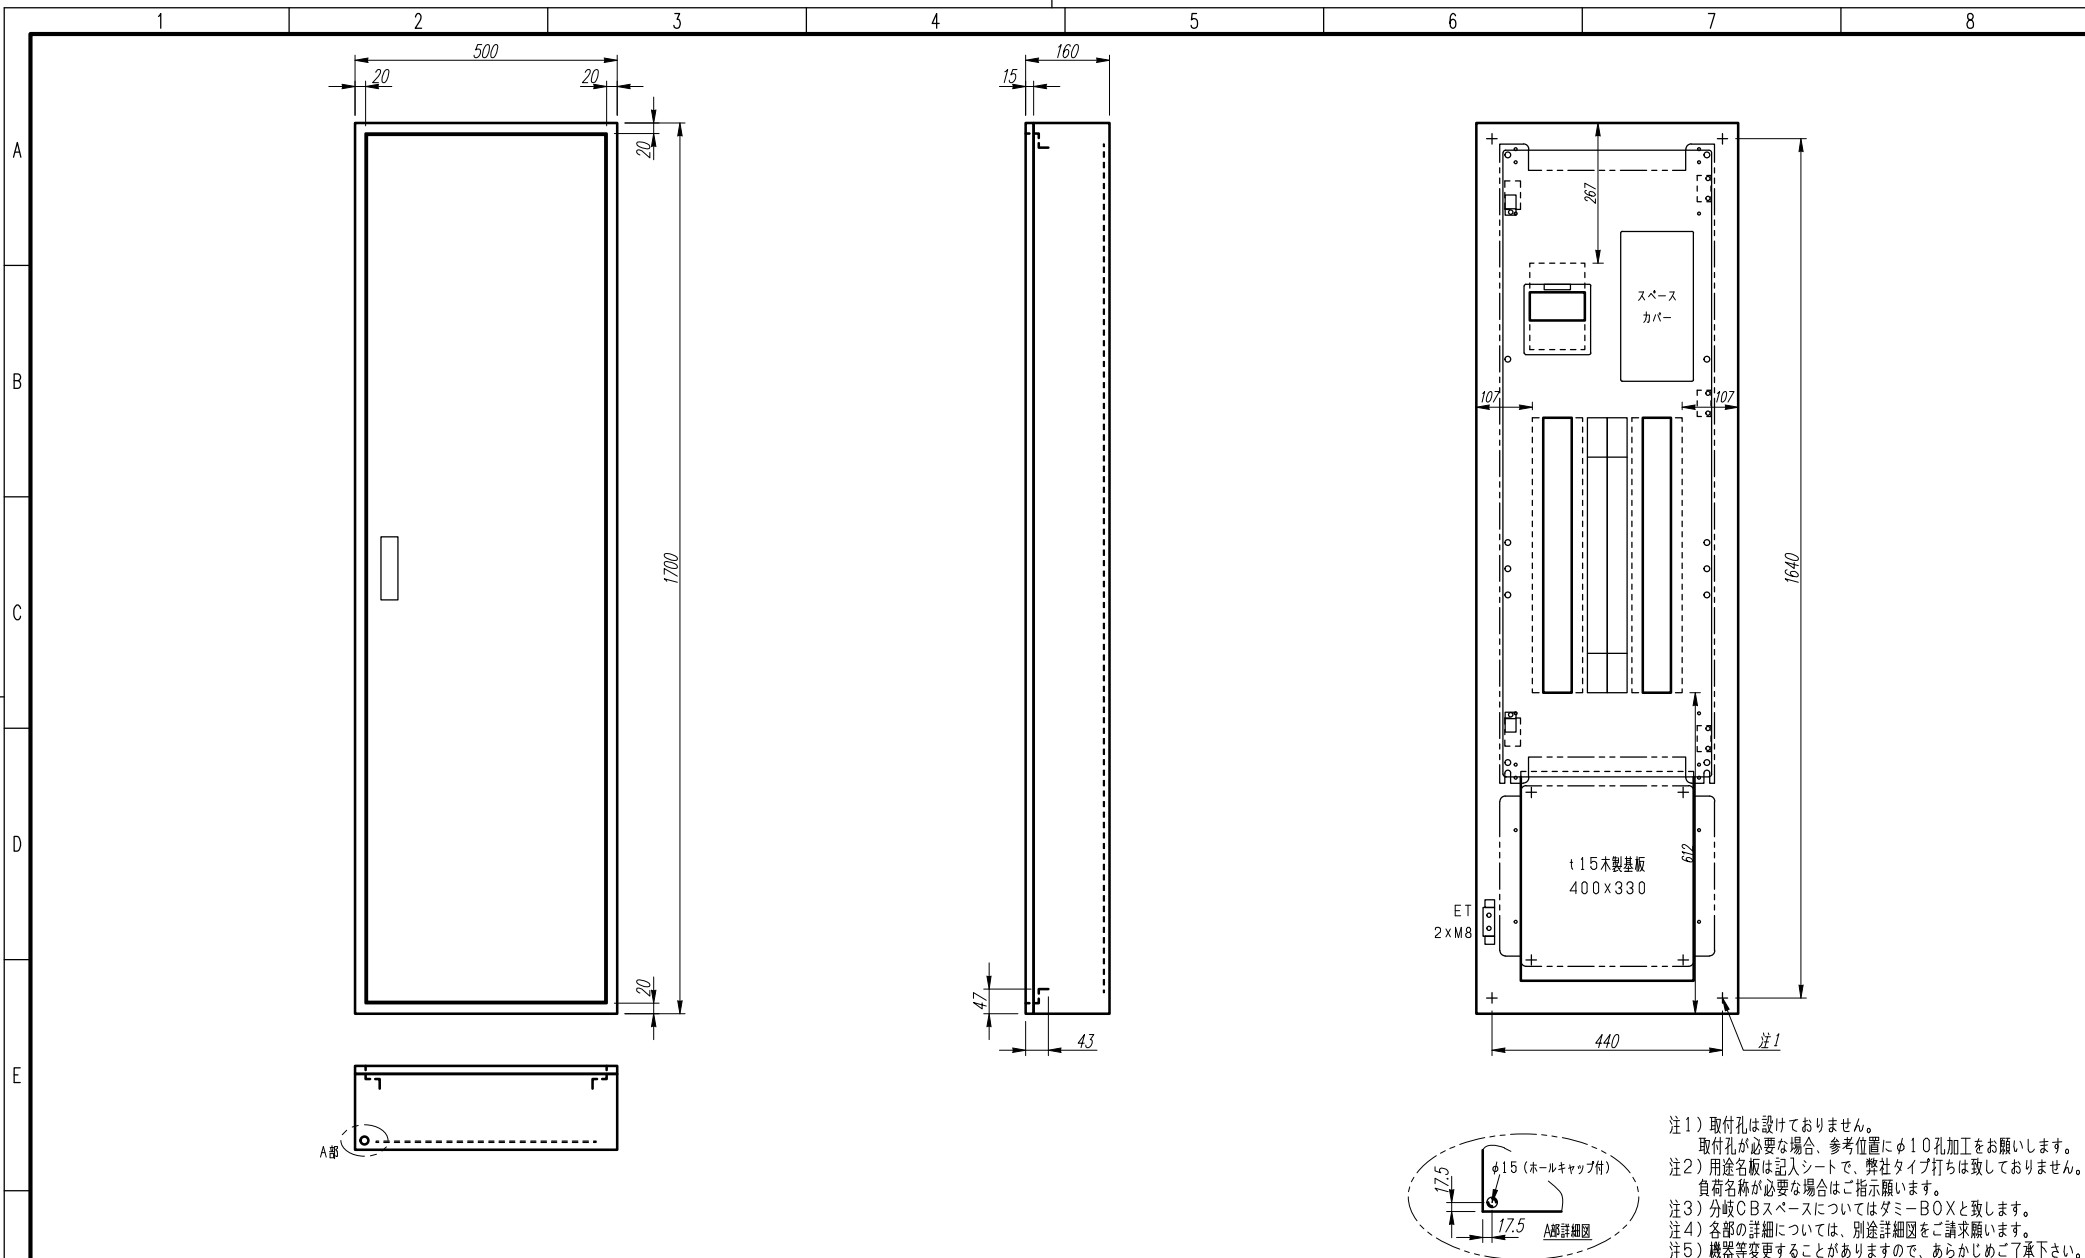 1 2 3 4 5 6 7 8
500
160
20 20
15
A
20
267
スペース
カバー
B
107 107
1700
1640
C
D
612
t15木製基板
400×330
ET
2×M8
20
47
43
440
注1
E
A部
注1)取付孔は設けておりません。
取付孔が必要な場合、参考位置にφ10孔加工をお願いします。
注2)用途名板は記入シートで、弊社タイプ打ちは致しておりません。
負荷名称が必要な場合はご指示願います。
注3)分岐CBスペースについてはダミーBOXと致します。
注4)各部の詳細については、別途詳細図をご請求願います。
注5)機器等変更することがありますので、あらかじめご了承下さい。
φ15(ホールキャップ付)
17.5
17.5
A部詳細図